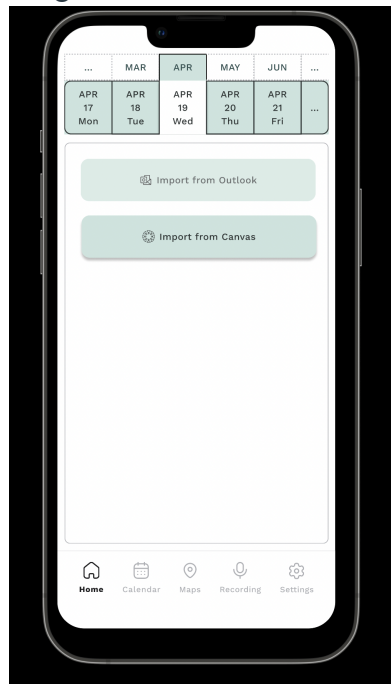 ... MAR APR MAY JUN ...
APR APR APR APR APR
17 18 19 20 21 ...
Mon Tue Wed Thu Fri
Import from Outlook
Import from Canvas
Home Calendar Maps Recording Settings